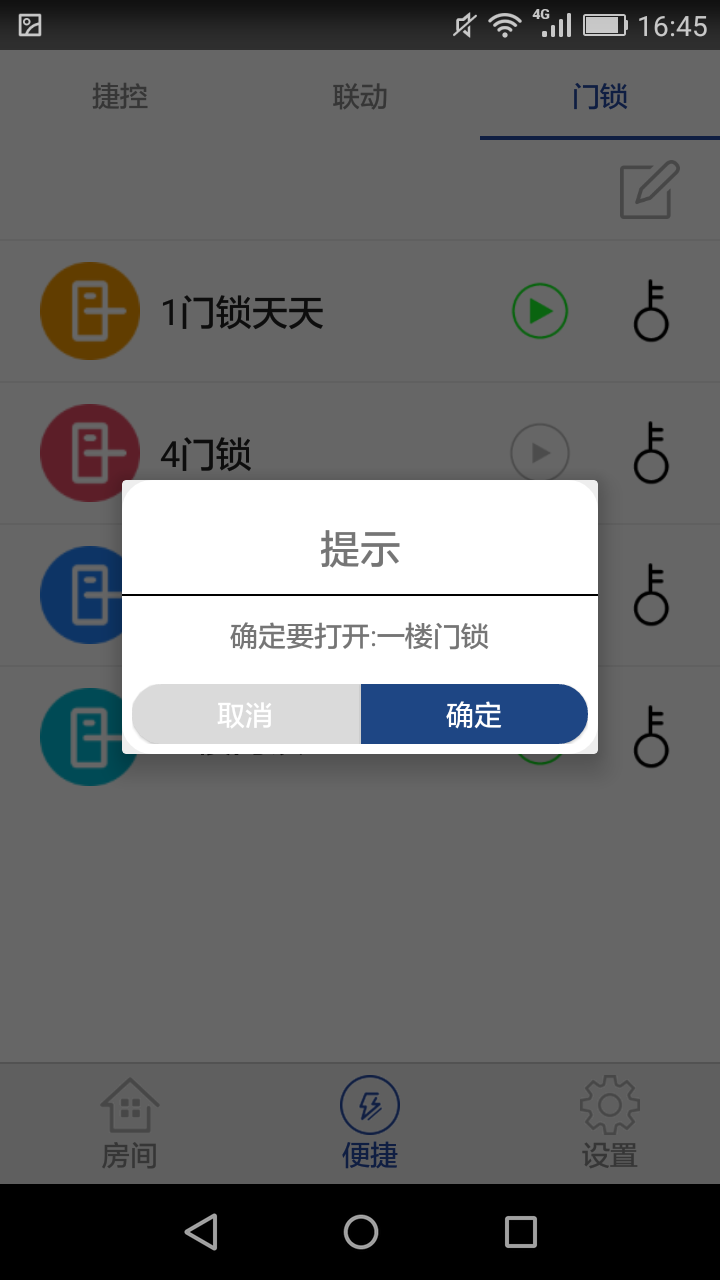 4G 16:45
捷控 联动 门锁
1门锁天天
4门锁
提示
确定要打开:一楼门锁
取消 确定
房间 便捷 设置